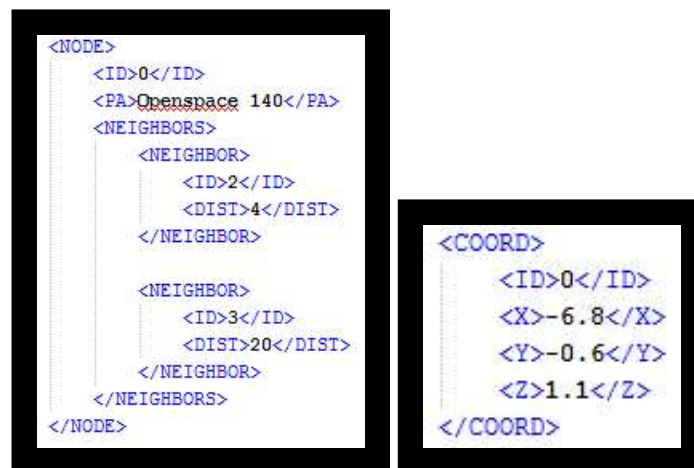 <NODE>
<ID>0</ID>
<PA>Openspace 140</PA>
<NEIGHBORS>
<NEIGHBOR>
<ID>2</ID>
<DIST>4</DIST>
</NEIGHBOR>
<NEIGHBOR>
<ID>3</ID>
<DIST>20</DIST>
</NEIGHBOR>
</NEIGHBORS>
</NODE>
<COORD>
<ID>0</ID>
<X>-6.8</X>
<Y>-0.6</Y>
<Z>1.1</Z>
</COORD>